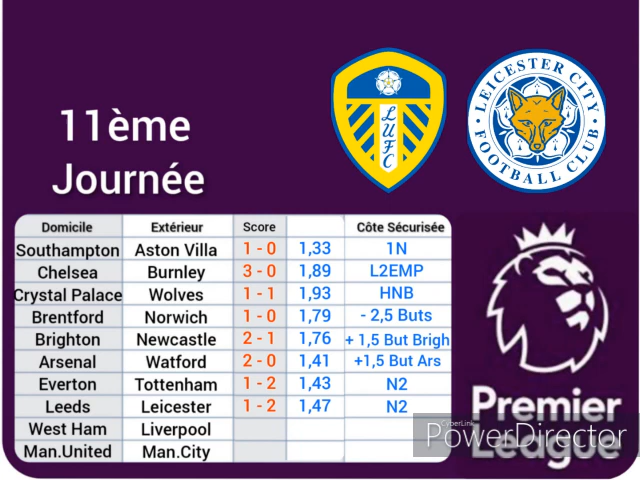 LUFC
LEICESTER CITY
FOOTBALL CLUB
11ème
Journée
Domicile Extérieur Score Côte Sécurisée
Southampton Aston Villa 1 - 0 1,33 1N
Chelsea Burnley 3 - 0 1,89 L2EMP
Crystal Palace Wolves 1 - 1 1,93 HNB
Brentford Norwich 1 - 0 1,79 - 2,5 Buts
Brighton Newcastle 2 - 1 1,76 + 1,5 But Brigh
Arsenal Watford 2 - 0 1,41 +1,5 But Ars
Everton Tottenham 1 - 2 1,43 N2
Leeds Leicester 1 - 2 1,47 N2
West Ham Liverpool
Man.United Man.City
Premier
League
CyberLink
PowerDirector